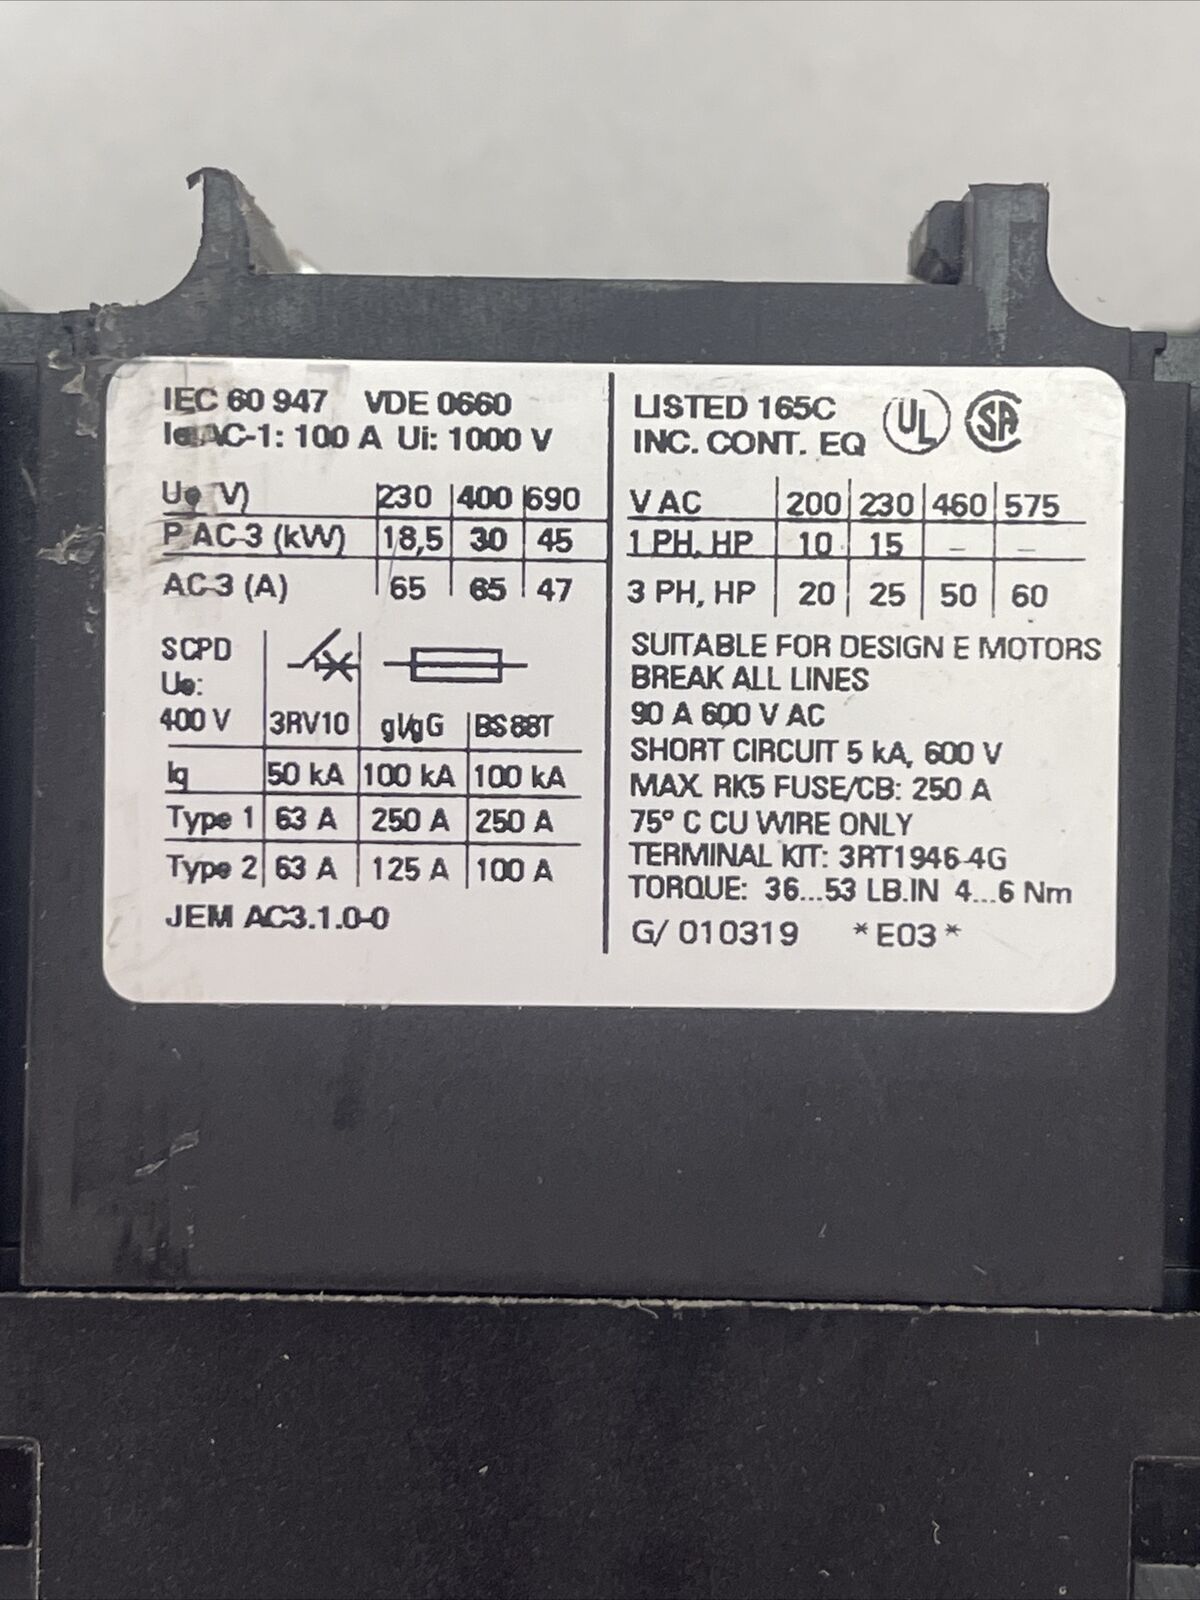 IEC 60 947 VDE 0660
Ie AC-1: 100 A Ui: 1000 V
Ue (V) 230 400 690
P AC-3 (kW) 18,5 30 45
AC-3 (A) 65 65 47
SCPD
Ue:
400 V 3RV10 gl/gG BS88T
Iq 50 kA 100 kA 100 kA
Type 1 63 A 250 A 250 A
Type 2 63 A 125 A 100 A
JEM AC3.1.0-0
LISTED 165C UL SA
INC. CONT. EQ
V AC 200 230 460 575
1 PH, HP 10 15 – –
3 PH, HP 20 25 50 60
SUITABLE FOR DESIGN E MOTORS
BREAK ALL LINES
90 A 600 V AC
SHORT CIRCUIT 5 kA, 600 V
MAX. RK5 FUSE/CB: 250 A
75° C CU WIRE ONLY
TERMINAL KIT: 3RT1946-4G
TORQUE: 36...53 LB.IN 4...6 Nm
G/ 010319 *E03*